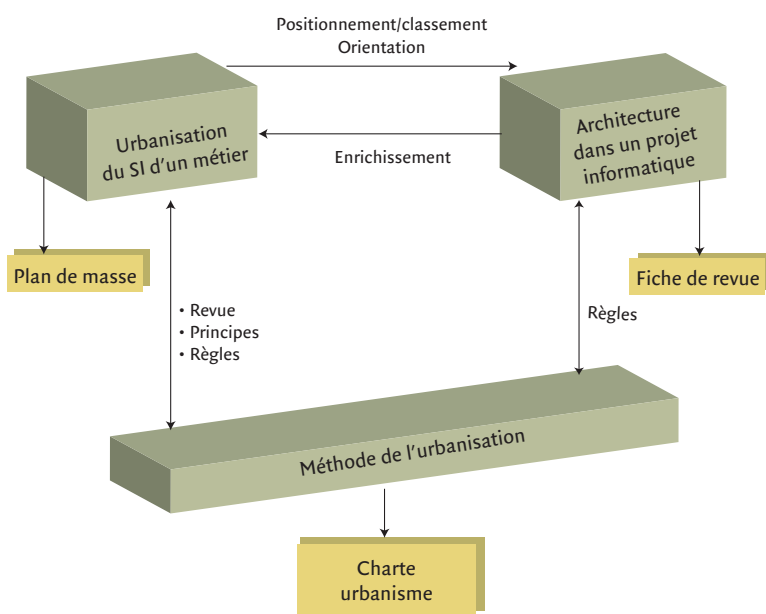 Positionnement/classement
Orientation
Urbanisation
du SI d'un métier
Architecture
dans un projet
informatique
Enrichissement
Plan de masse
Fiche de revue
• Revue
• Principes
• Règles
Règles
Méthode de l'urbanisation
Charte
urbanisme